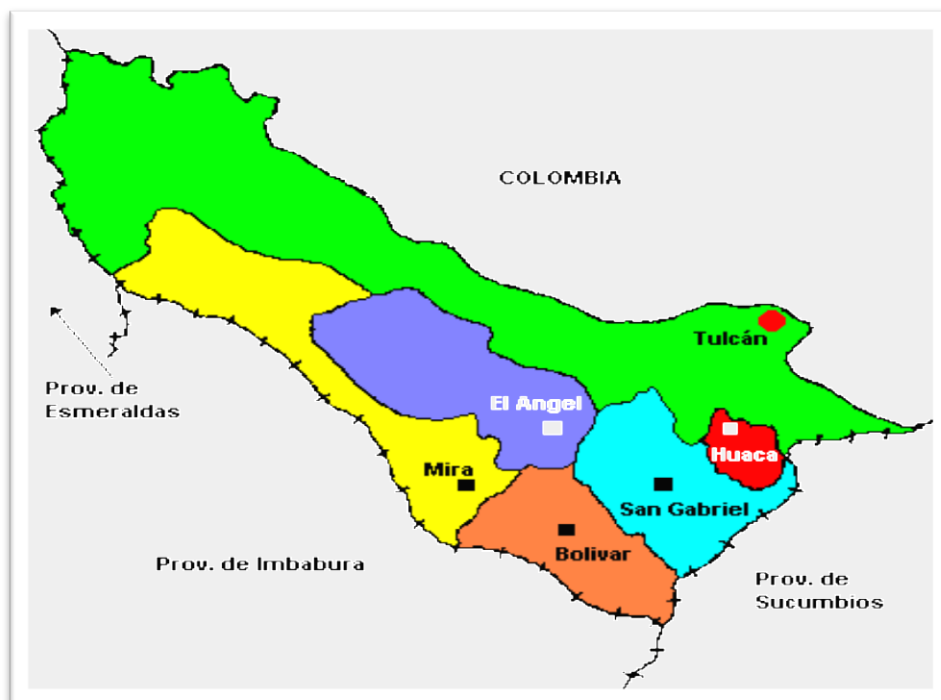 COLOMBIA
Tulcán
Prov. de
Esmeraldas
El Angel
Huaca
Mira
San Gabriel
Bolivar
Prov. de Imbabura
Prov. de
Sucumbios